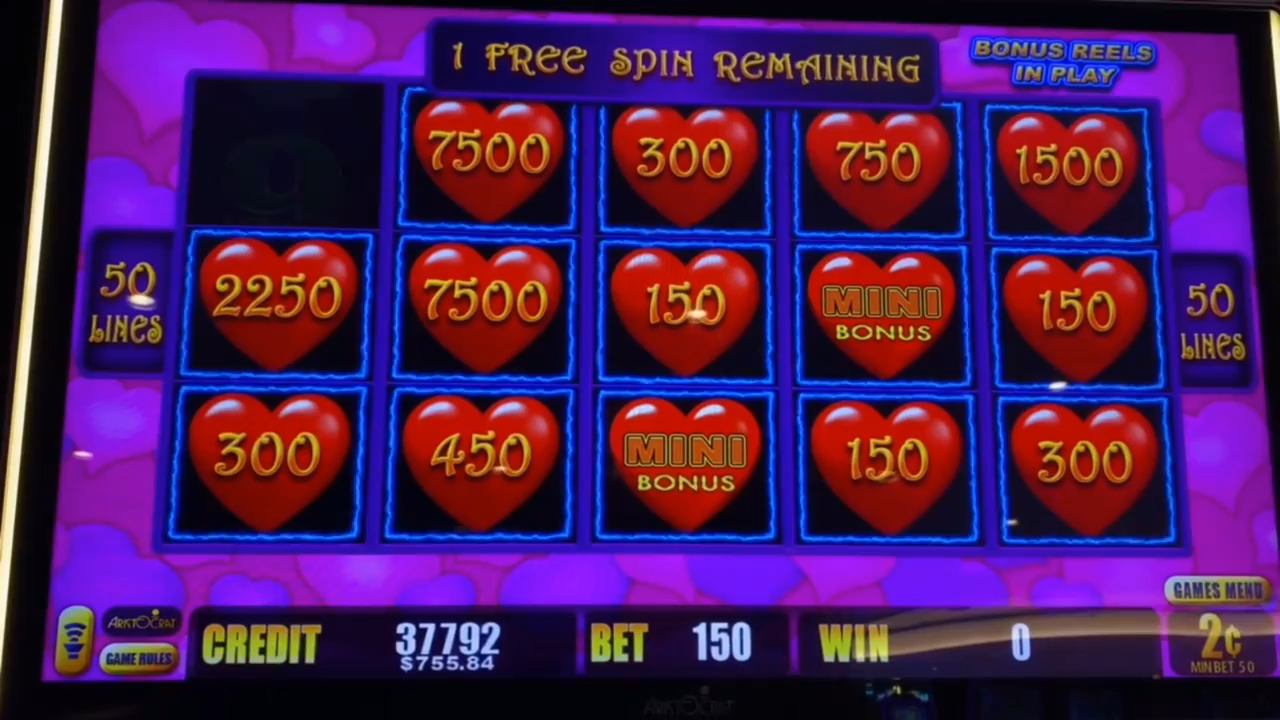 1 FREE SPIN REMAINING
BONUS REELS
IN PLAY
7500
300
750
1500
50
LINES
2250
7500
150
MINI
BONUS
150
50
LINES
300
450
MINI
BONUS
150
300
GAMES MENU
ARISTOCRAT
GAME RULES
CREDIT
37792
$755.84
BET
150
WIN
0
2¢
MIN BET 50
ARISTOCRAT